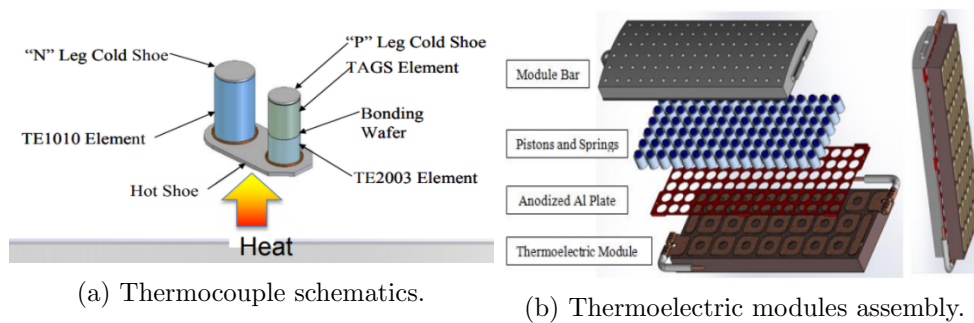 “N” Leg Cold Shoe
“P” Leg Cold Shoe
TAGS Element
Bonding
Wafer
TE1010 Element
TE2003 Element
Hot Shoe
Heat
(a) Thermocouple schematics.
Module Bar
Pistons and Springs
Anodized Al Plate
Thermoelectric Module
(b) Thermoelectric modules assembly.